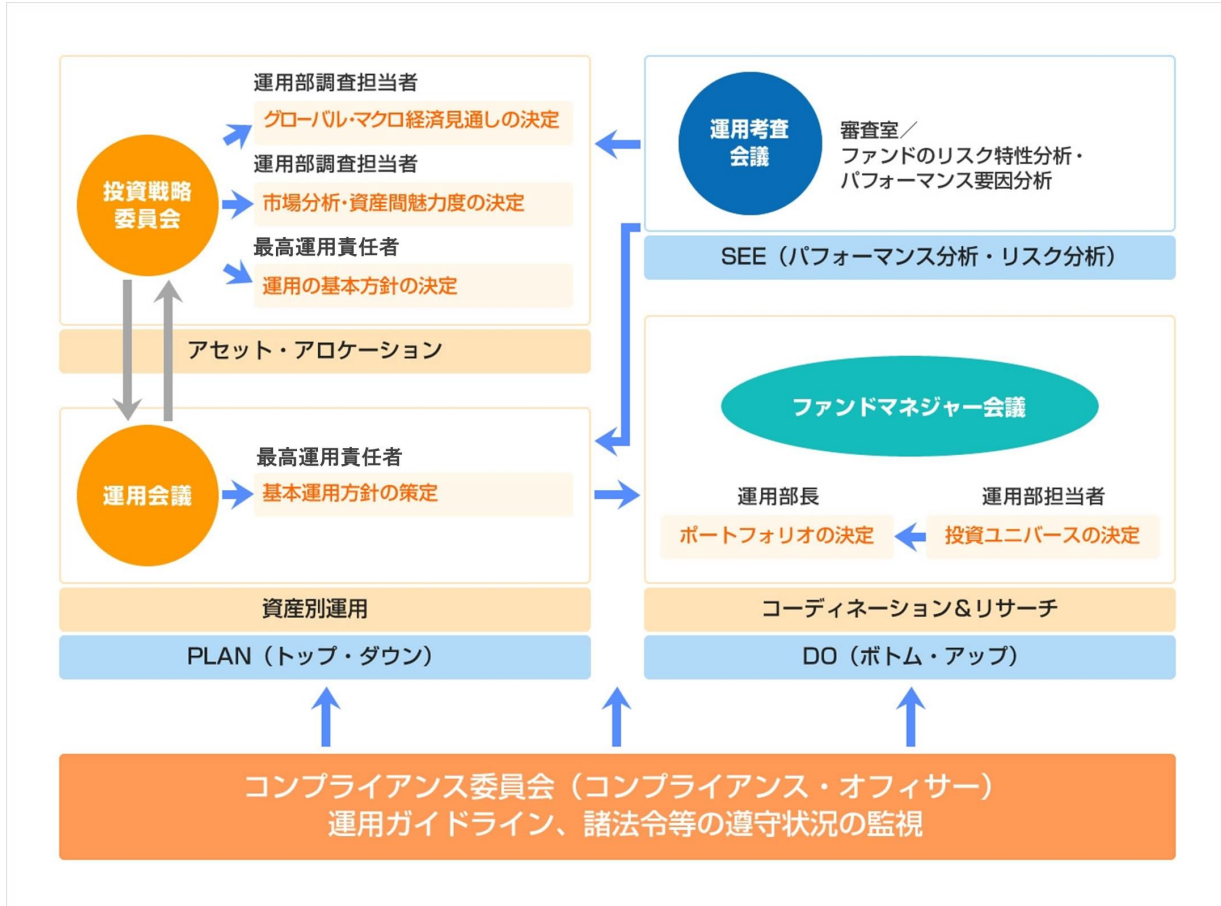 運用部調査担当者
グローバル・マクロ経済見通しの決定
投資戦略
委員会
運用部調査担当者
市場分析・資産間魅力度の決定
最高運用責任者
運用の基本方針の決定
アセット・アロケーション
運用考査
会議
審査室／
ファンドのリスク特性分析・
パフォーマンス要因分析
SEE（パフォーマンス分析・リスク分析）
運用会議
最高運用責任者
基本運用方針の策定
資産別運用
PLAN（トップ・ダウン）
ファンドマネジャー会議
運用部長
ポートフォリオの決定
運用部担当者
投資ユニバースの決定
コーディネーション＆リサーチ
DO（ボトム・アップ）
コンプライアンス委員会（コンプライアンス・オフィサー）
運用ガイドライン、諸法令等の遵守状況の監視